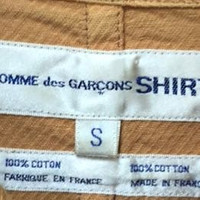 OMME des GARÇONS SHIRT
S
100% COTON
FABRIQUE EN FRANCE
100% COTTON
MADE IN FRANC